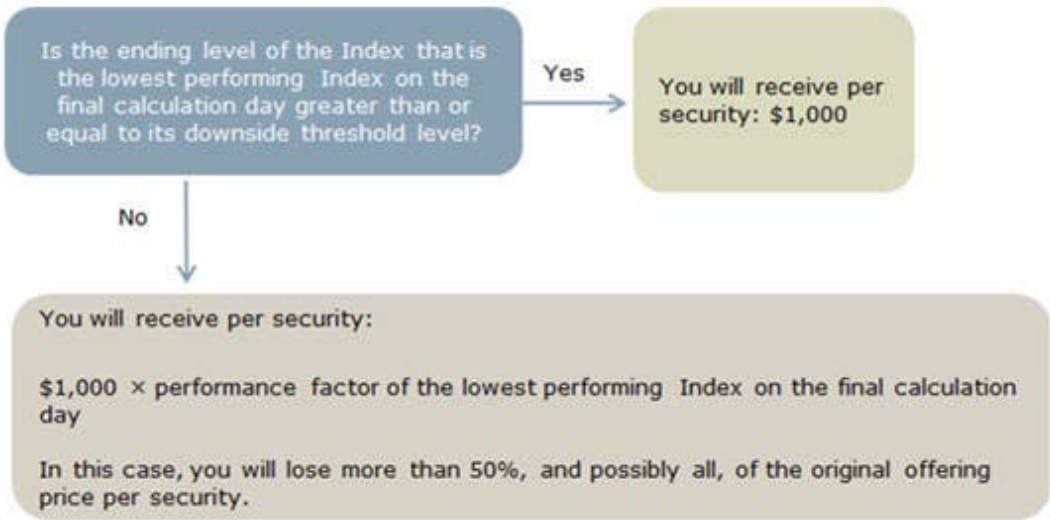 Is the ending level of the Index that is
the lowest performing Index on the
final calculation day greater than or
equal to its downside threshold level?
Yes
You will receive per
security: $1,000
No
You will receive per security:
$1,000 × performance factor of the lowest performing Index on the final calculation
day
In this case, you will lose more than 50%, and possibly all, of the original offering
price per security.